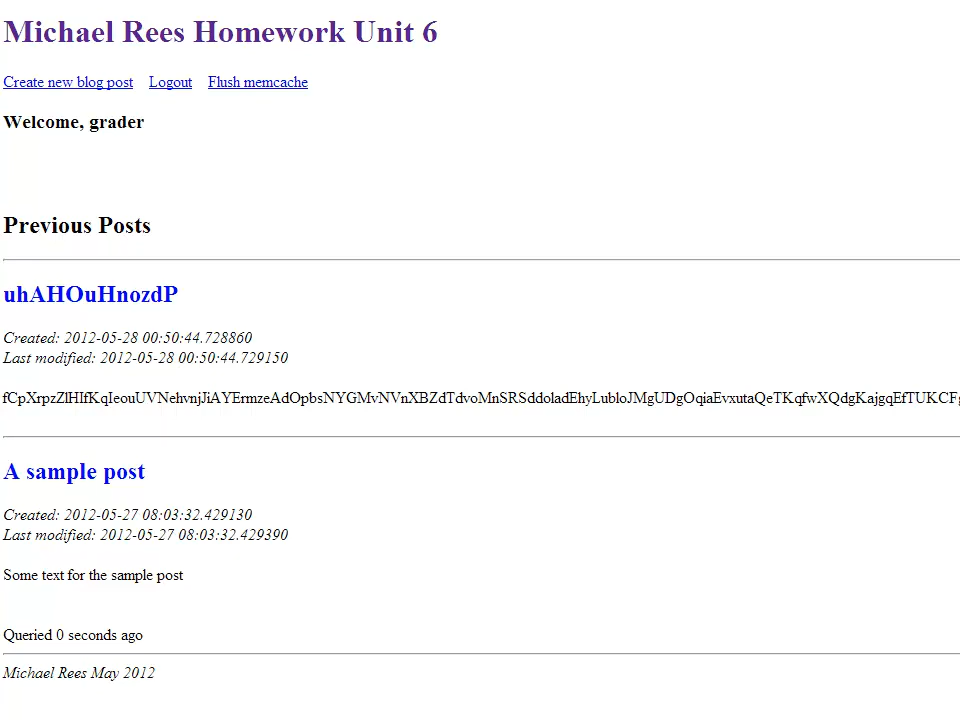 Michael Rees Homework Unit 6
Create new blog post Logout Flush memcache
Welcome, grader
Previous Posts
uhAHOuHnozdP
Created: 2012-05-28 00:50:44.728860
Last modified: 2012-05-28 00:50:44.729150
fCpXrpzZlHIfKqIeouUVNehvnjJiAYErmzeAdOpbsNYGMvNVnXBZdTdvoMnSRSddoladEhyLubloJMgUDgOqiaEvxutaQeTKqfwXQdgKajgqEfTUKCFg
A sample post
Created: 2012-05-27 08:03:32.429130
Last modified: 2012-05-27 08:03:32.429390
Some text for the sample post
Queried 0 seconds ago
Michael Rees May 2012